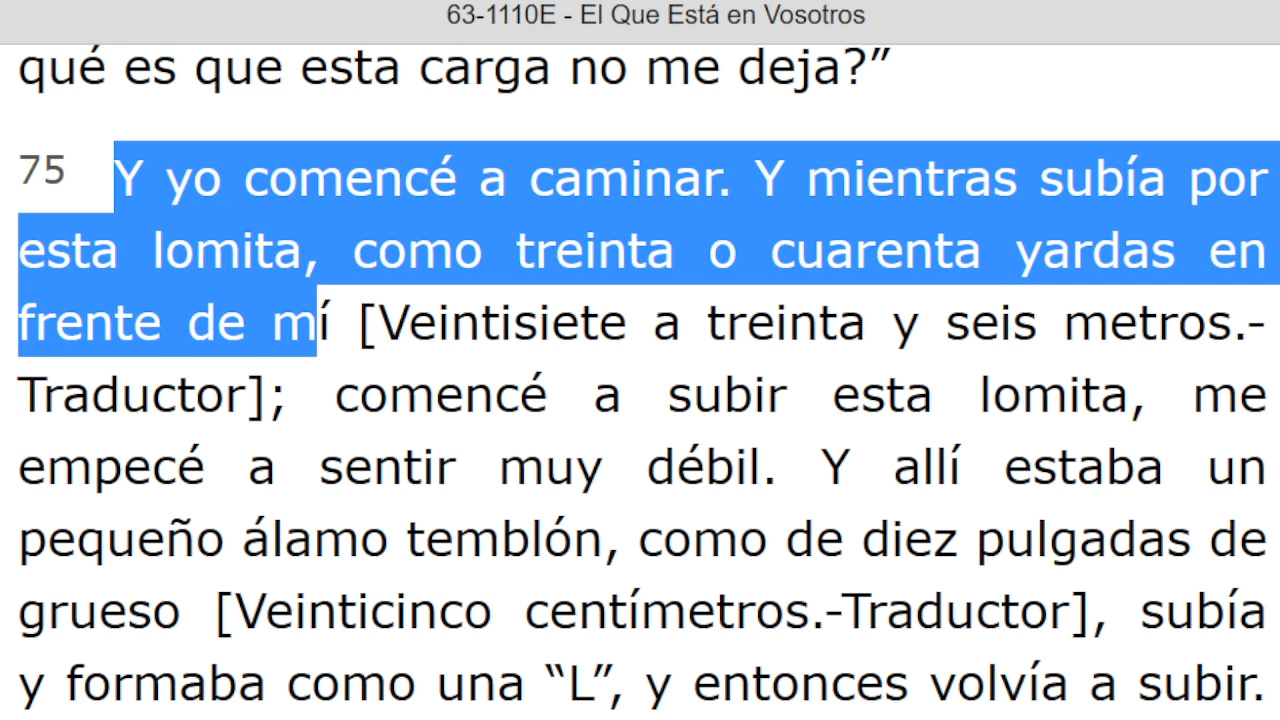 63-1110E - El Que Está en Vosotros
qué es que esta carga no me deja?”
75 Y yo comencé a caminar. Y mientras subía por
esta lomita, como treinta o cuarenta yardas en
frente de mí [Veintisiete a treinta y seis metros.-
Traductor]; comencé a subir esta lomita, me
empecé a sentir muy débil. Y allí estaba un
pequeño álamo temblón, como de diez pulgadas de
grueso [Veinticinco centímetros.-Traductor], subía
y formaba como una “L”, y entonces volvía a subir.